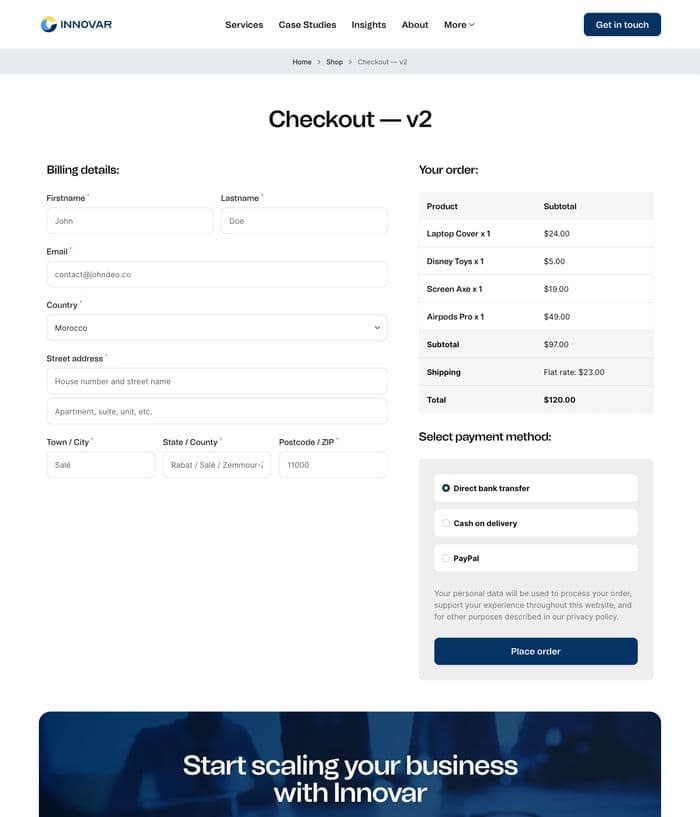 INNOVAR
Services Case Studies Insights About More
Get in touch
Home > Shop > Checkout — v2
Checkout — v2
Billing details:
Firstname *
Lastname *
John
Doe
Email *
contact@johndeo.co
Country *
Morocco
Street address *
House number and street name
Apartment, suite, unit, etc.
Town / City *
State / County *
Postcode / ZIP *
Salé
Rabat / Salé / Zemmour-
11000
Your order:
Product Subtotal
Laptop Cover x 1 $24.00
Disney Toys x 1 $5.00
Screen Axe x 1 $19.00
Airpods Pro x 1 $49.00
Subtotal $97.00
Shipping Flat rate: $23.00
Total $120.00
Select payment method:
Direct bank transfer
Cash on delivery
PayPal
Your personal data will be used to process your order,
support your experience throughout this website, and
for other purposes described in our privacy policy.
Place order
Start scaling your business
with Innovar